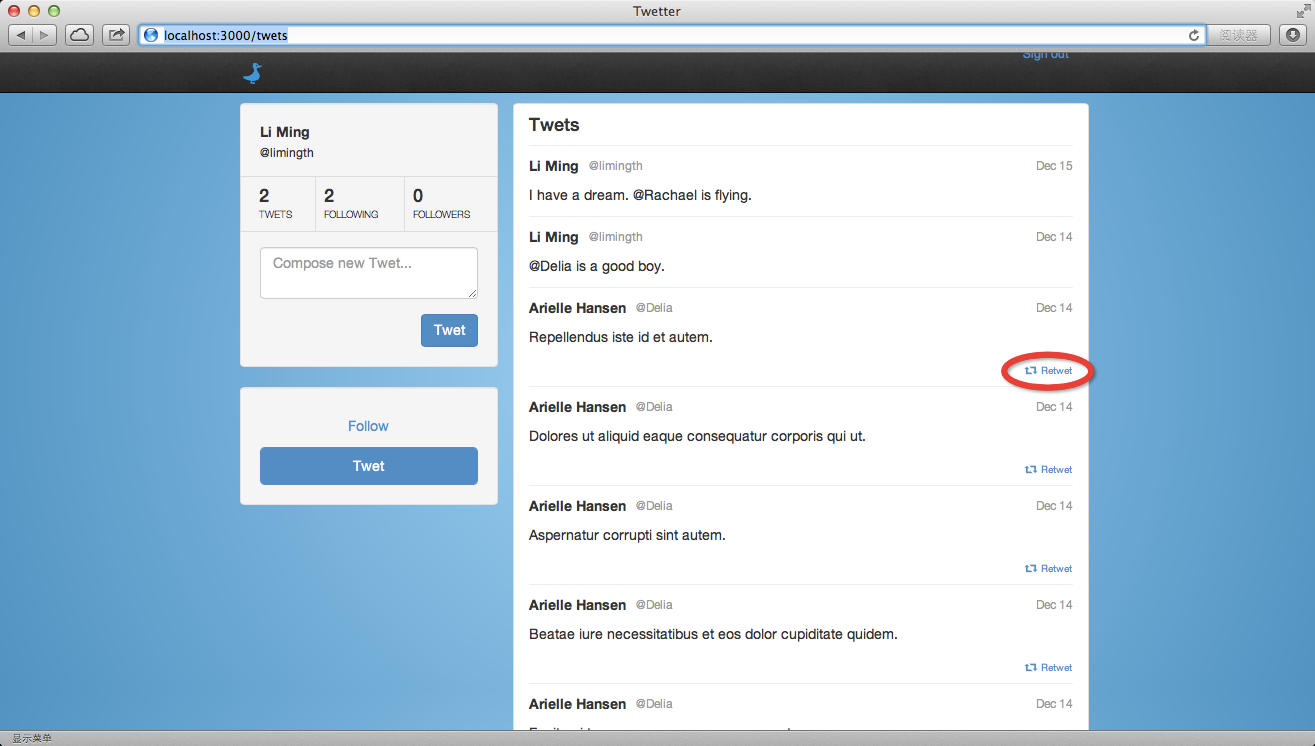 Twetter
localhost:3000/twets
阅读器
Sign out
Li Ming
@limingth
2 2 0
TWETS FOLLOWING FOLLOWERS
Compose new Twet...
Twet
Follow
Twet
Twets
Li Ming @limingth Dec 15
I have a dream. @Rachael is flying.
Li Ming @limingth Dec 14
@Delia is a good boy.
Arielle Hansen @Delia Dec 14
Repellendus iste id et autem.
Retwet
Arielle Hansen @Delia Dec 14
Dolores ut aliquid eaque consequatur corporis qui ut.
Retwet
Arielle Hansen @Delia Dec 14
Aspernatur corrupti sint autem.
Retwet
Arielle Hansen @Delia Dec 14
Beatae iure necessitatibus et eos dolor cupiditate quidem.
Retwet
Arielle Hansen @Delia Dec 14
显示菜单